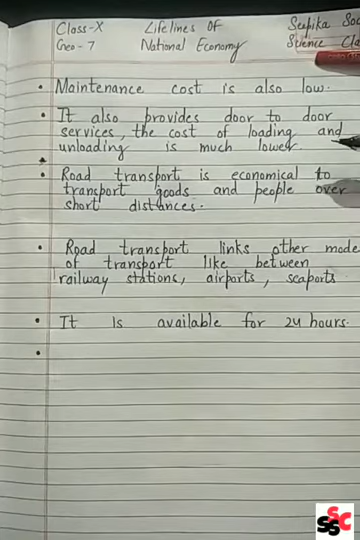 Class-X Lifelines Of Seepika Soc
Geo-7 National Economy Science Cla
• Maintenance cost is also low.
• It also provides door to door
services, the cost of loading and
unloading is much lower.
• Road transport is economical to
transport goods and people over
short distances.
• Road transport links other mode
of transport like between
railway stations, airports, seaports
• It Is available for 24 hours.
•
SSC